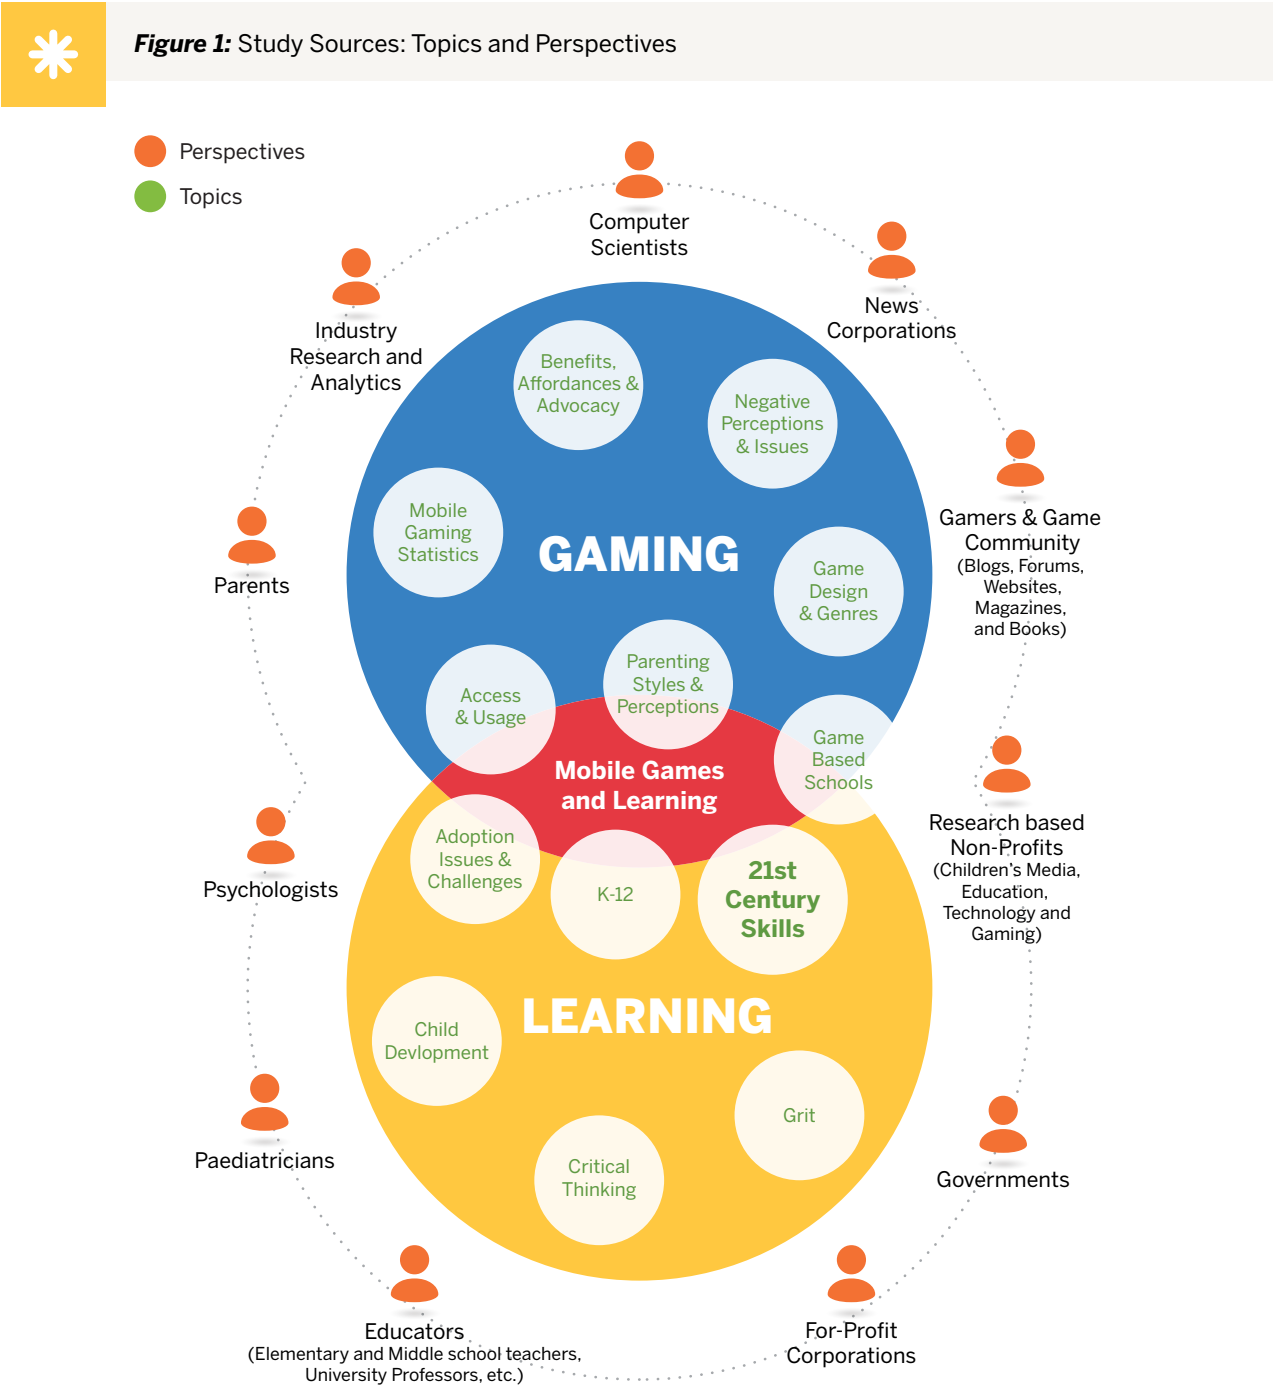 Figure 1: Study Sources: Topics and Perspectives
Perspectives
Topics
Computer
Scientists
News
Corporations
Industry
Research and
Analytics
Gamers & Game
Community
(Blogs, Forums,
Websites,
Magazines,
and Books)
Parents
Research based
Non-Profits
(Children's Media,
Education,
Technology and
Gaming)
Psychologists
Paediatricians
Governments
Educators
(Elementary and Middle school teachers,
University Professors, etc.)
For-Profit
Corporations
Benefits,
Affordances &
Advocacy
Negative
Perceptions
& Issues
Mobile
Gaming
Statistics
GAMING
Game
Design
& Genres
Parenting
Styles &
Perceptions
Access
& Usage
Game
Based
Schools
Mobile Games
and Learning
Adoption
Issues &
Challenges
K-12
21st
Century
Skills
LEARNING
Child
Devlopment
Grit
Critical
Thinking